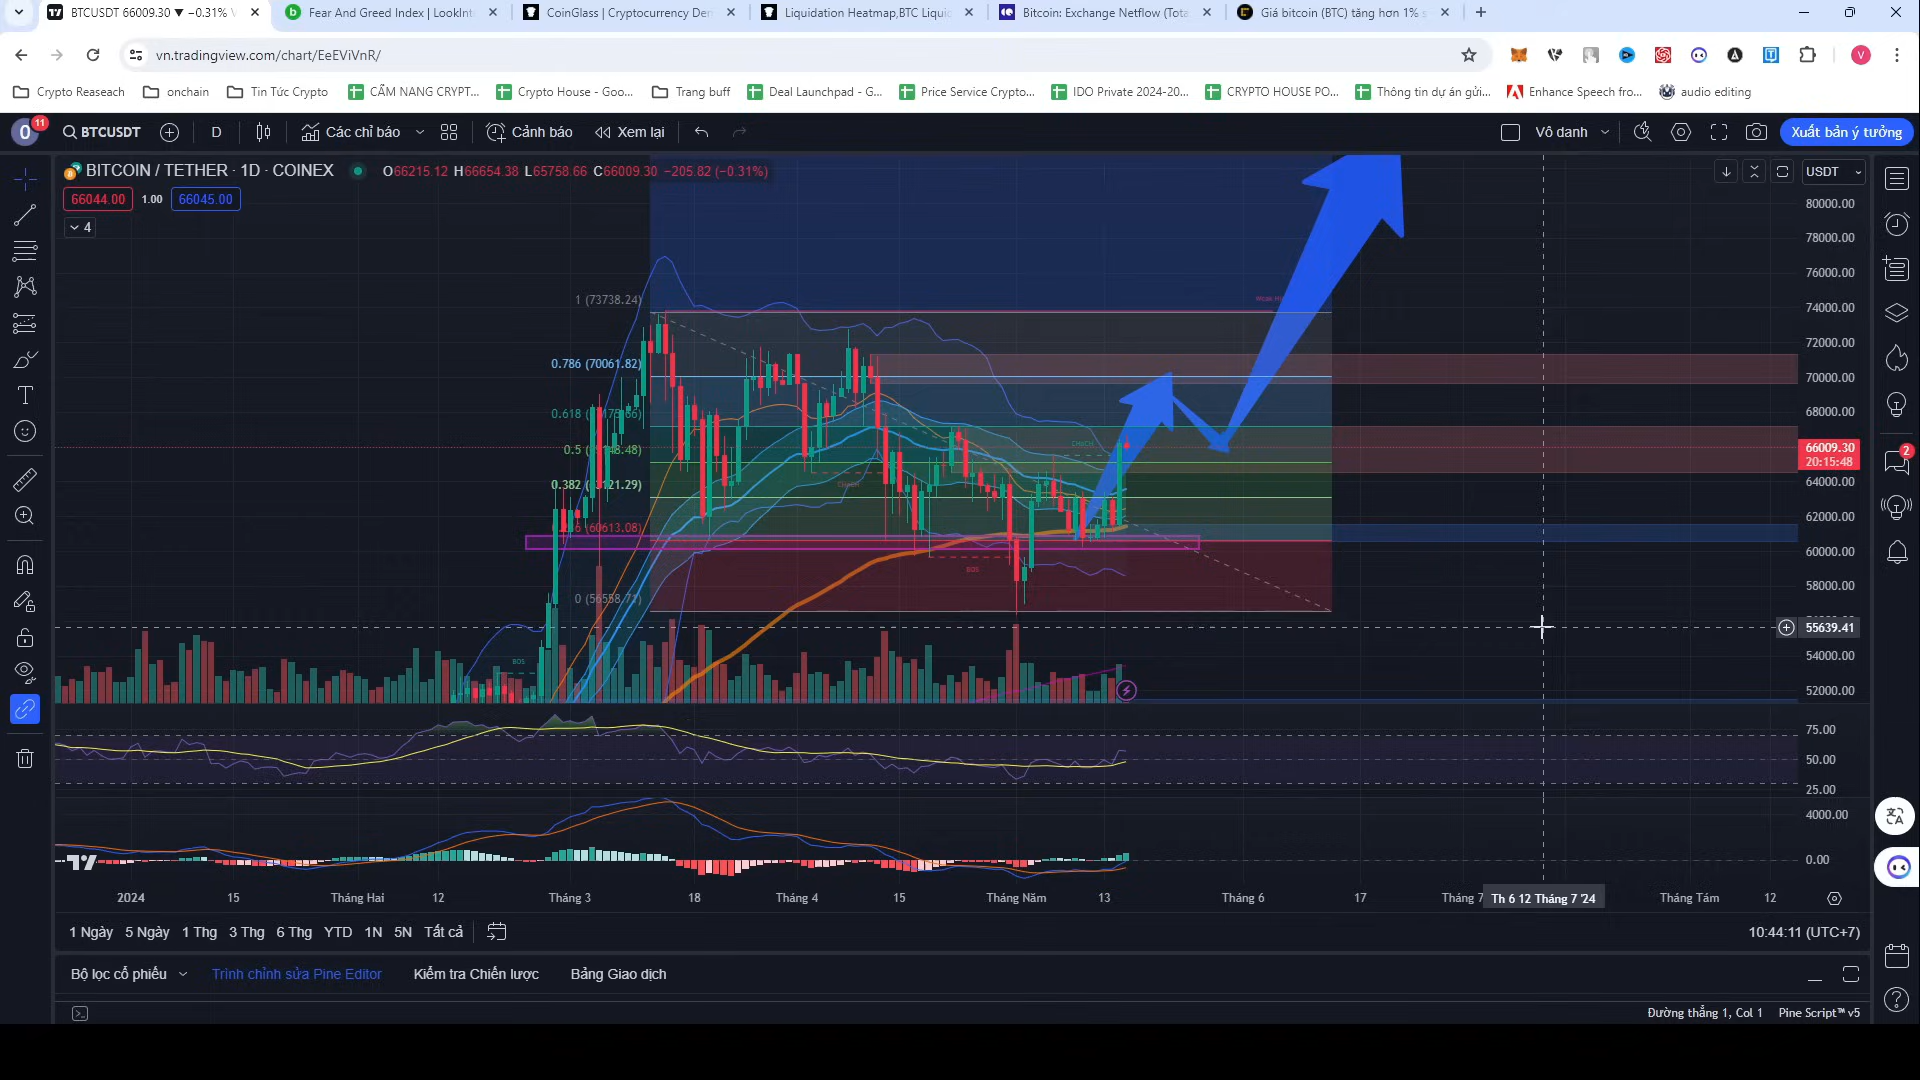 BTCUSDT 66009.30 ▼ −0.31% V
Fear And Greed Index | LookInt
CoinGlass | Cryptocurrency Der
Liquidation Heatmap,BTC Liquid
Bitcoin: Exchange Netflow (Tota
Giá bitcoin (BTC) tăng hơn 1% s
vn.tradingview.com/chart/EeEViVnR/
V
Crypto Reaseach
onchain
Tin Tức Crypto
CẨM NANG CRYPT...
Crypto House - Goo...
Trang buff
Deal Launchpad - G...
Price Service Crypto...
IDO Private 2024-20...
CRYPTO HOUSE PO...
Thông tin dự án gửi...
Enhance Speech fro...
audio editing
11
BTCUSDT
D
Các chỉ báo
Cảnh báo
Xem lại
Vô danh
Xuất bản ý tưởng
BITCOIN / TETHER · 1D · COINEX
O66215.12 H66654.38 L65758.66 C66009.30 −205.82 (−0.31%)
USDT
66044.00
1.00
66045.00
4
80000.00
78000.00
76000.00
74000.00
72000.00
70000.00
68000.00
66009.30
20:15:48
64000.00
62000.00
60000.00
58000.00
55639.41
54000.00
52000.00
1 (73738.24)
0.786 (70061.82)
0.618
0.5
0.382
(60613.08)
0 (56558.77)
CHoCH
BOS
BOS
2
75.00
50.00
25.00
4000.00
0.00
2024
15
Tháng Hai
12
Tháng 3
18
Tháng 4
15
Tháng Năm
13
Tháng 6
17
Tháng 7
Th 6 12 Tháng 7 '24
Tháng Tám
12
1 Ngày
5 Ngày
1 Thg
3 Thg
6 Thg
YTD
1N
5N
Tất cả
10:44:11 (UTC+7)
Bộ lọc cổ phiếu
Trình chỉnh sửa Pine Editor
Kiểm tra Chiến lược
Bảng Giao dịch
Đường thẳng 1, Col 1
Pine Script™ v5